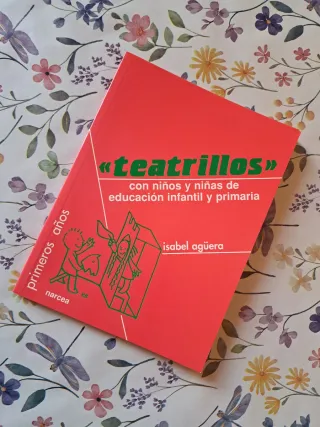 «teatrillos»
con niños y niñas de
educación infantil y primaria
isabel agüera
primeros años
narcea